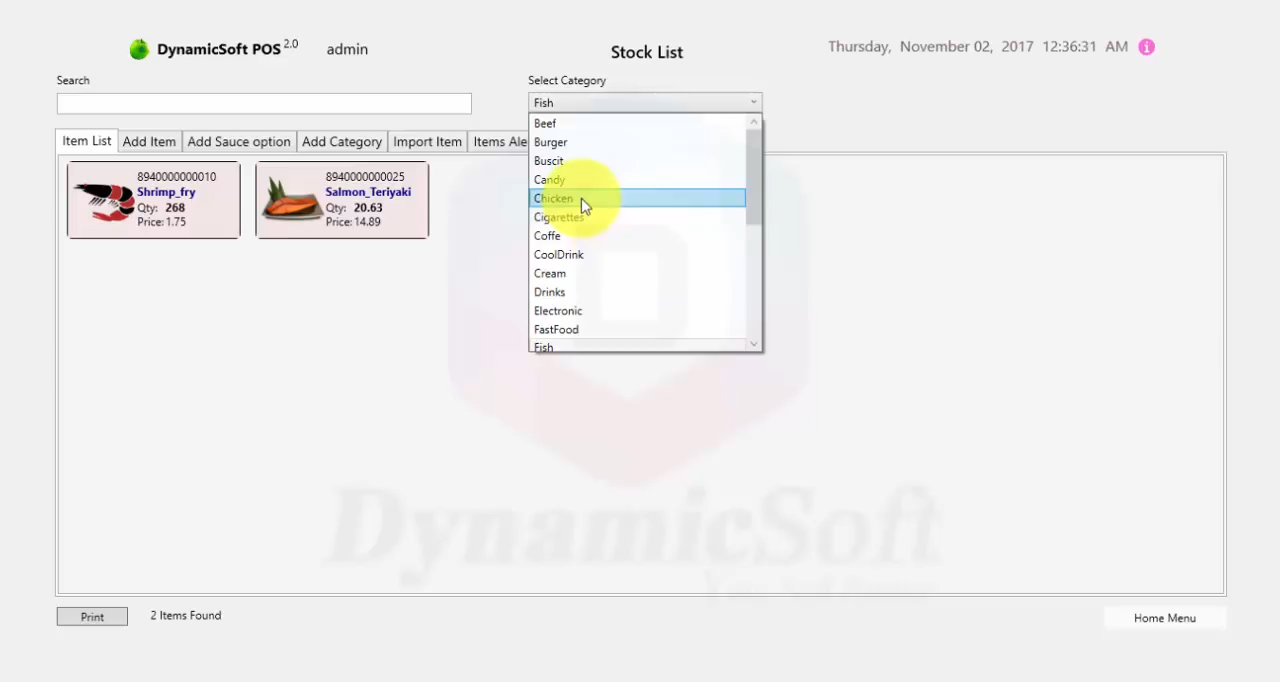 DynamicSoft POS 2.0
admin
Stock List
Thursday, November 02, 2017 12:36:31 AM
Search
Select Category
Fish
Item List
Add Item
Add Sauce option
Add Category
Import Item
Items Ale
8940000000010
Shrimp_fry
Qty: 268
Price: 1.75
8940000000025
Salmon_Teriyaki
Qty: 20.63
Price: 14.89
Beef
Burger
Buscit
Candy
Chicken
Cigarettes
Coffe
CoolDrink
Cream
Drinks
Electronic
FastFood
Fish
DynamicSoft
Print
2 Items Found
Home Menu